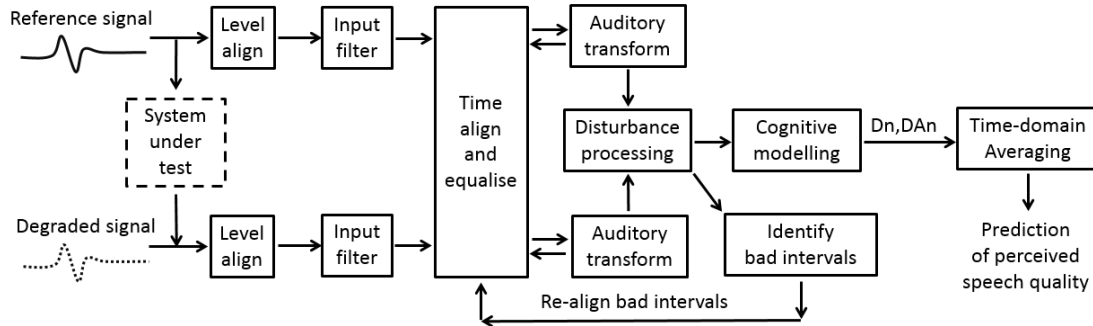 Reference signal
Level
align
Input
filter
Time
align
and
equalise
Auditory
transform
System
under
test
Disturbance
processing
Cognitive
modelling
Dn,DAn
Time-domain
Averaging
Degraded signal
Level
align
Input
filter
Auditory
transform
Identify
bad intervals
Prediction
of perceived
speech quality
Re-align bad intervals